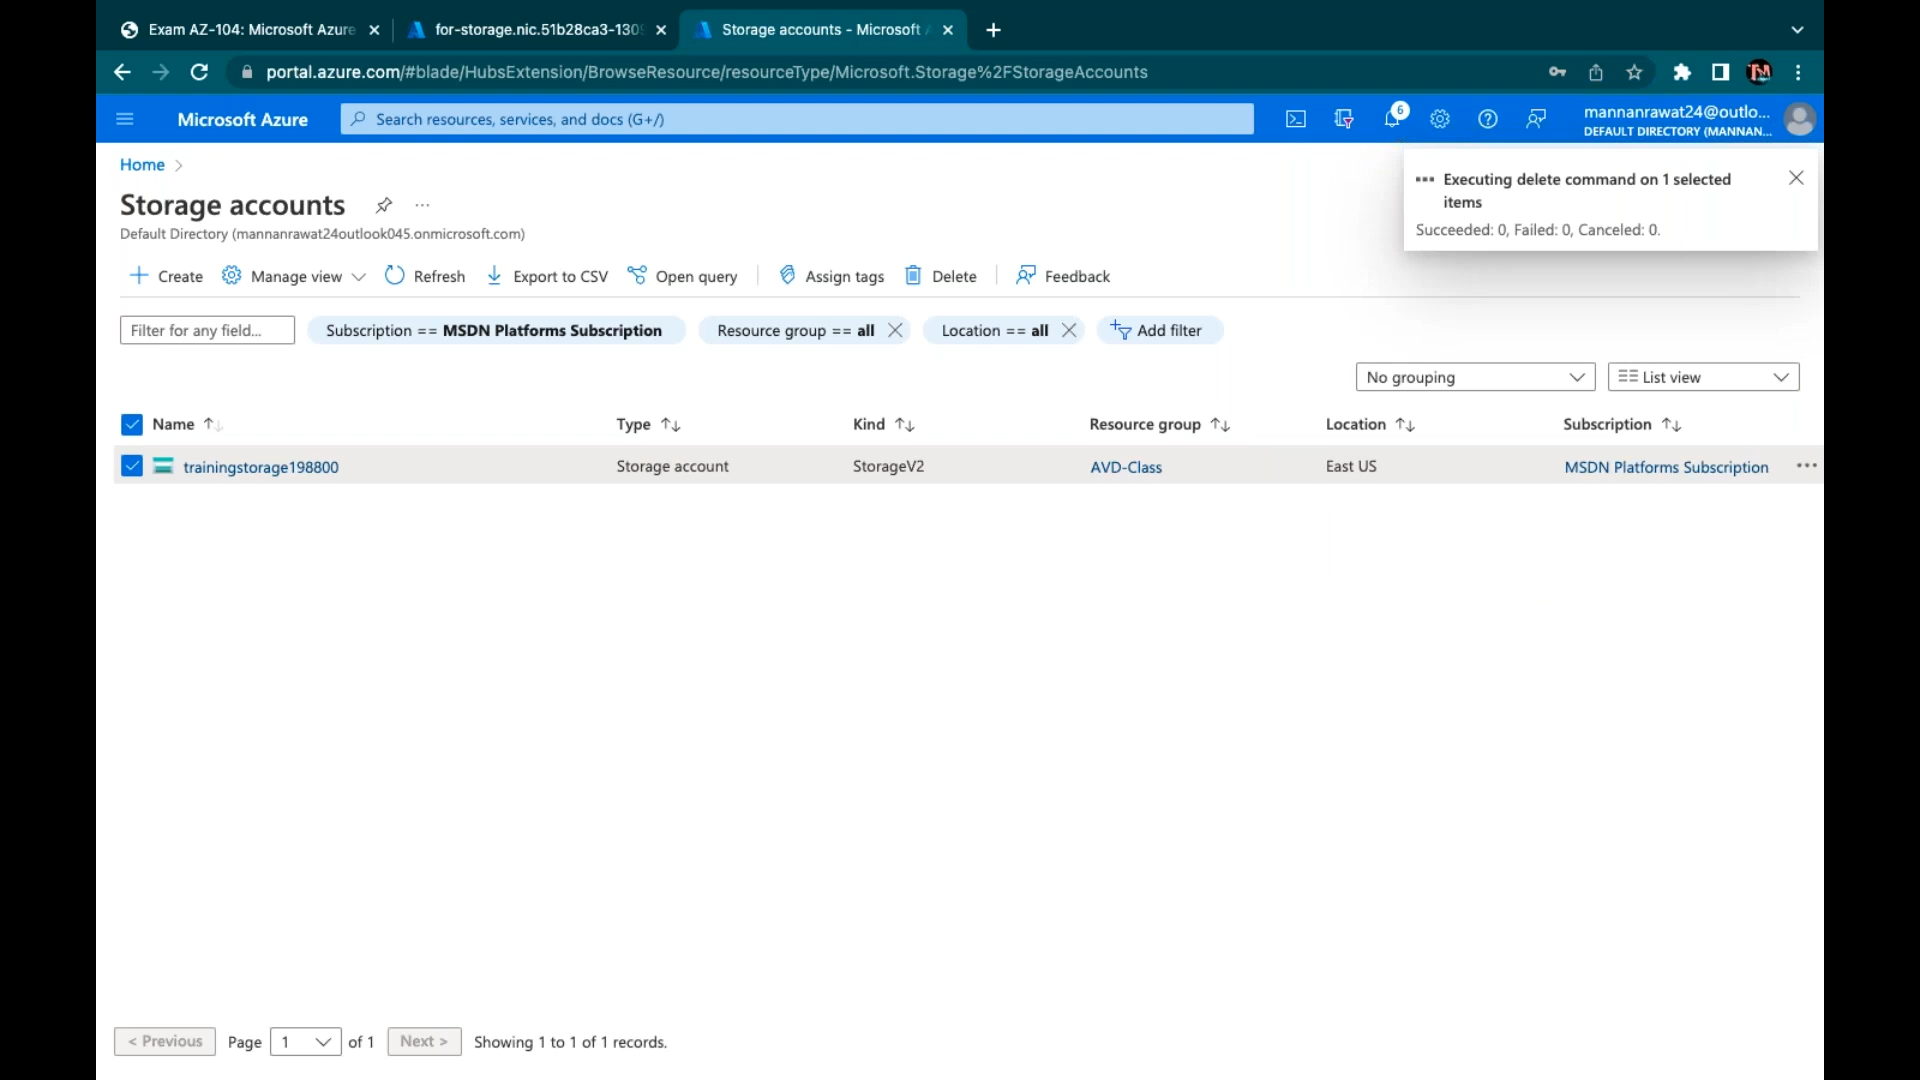 Exam AZ-104: Microsoft Azure
for-storage.nic.51b28ca3-1309
Storage accounts - Microsoft A
portal.azure.com/#blade/HubsExtension/BrowseResource/resourceType/Microsoft.Storage%2FStorageAccounts
Microsoft Azure
Search resources, services, and docs (G+/)
6
mannanrawat24@outlo...
DEFAULT DIRECTORY (MANNAN...
Home
Executing delete command on 1 selected
items
Succeeded: 0, Failed: 0, Canceled: 0.
Storage accounts
Default Directory (mannanrawat24outlook045.onmicrosoft.com)
Create Manage view Refresh Export to CSV Open query Assign tags Delete Feedback
Filter for any field... Subscription == MSDN Platforms Subscription Resource group == all Location == all Add filter
No grouping List view
Name Type Kind Resource group Location Subscription
trainingstorage198800 Storage account StorageV2 AVD-Class East US MSDN Platforms Subscription
< Previous Page 1 of 1 Next > Showing 1 to 1 of 1 records.